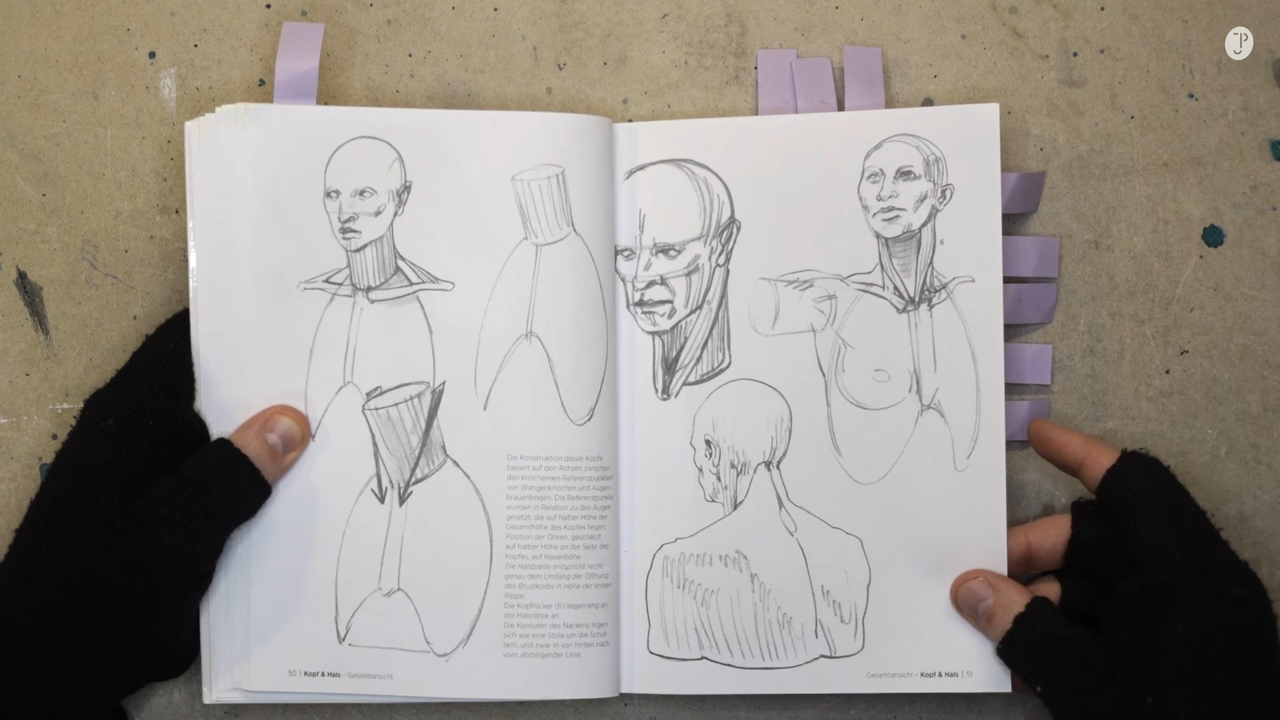 Die Konstruktion dieser Köpfe
basiert auf den Achsen zwischen
den knöchernen Referenzpunkten
von Wangenknochen und Augen-
brauenbogen. Die Referenzpunkte
wurden in Relation zu den Augen
gesetzt, die auf halber Höhe der
Gesamthöhe des Kopfes liegen.
Position der Ohren: geschätzt
auf halber Höhe an der Seite des
Kopfes, auf Nasenhöhe.
Die Halsbreite entspricht recht
genau dem Umfang der Öffnung
des Brustkorbs in Höhe der ersten
Rippe.
Die Kopfnicker (6) liegen eng an
der Halsröhre an.
Die Konturen des Nackens legen
sich wie eine Stola um die Schul-
tern, und zwar in von hinten nach
vorn absteigender Linie.
50 | Kopf & Hals – Gesamtansicht
6
Gesamtansicht – Kopf & Hals | 51